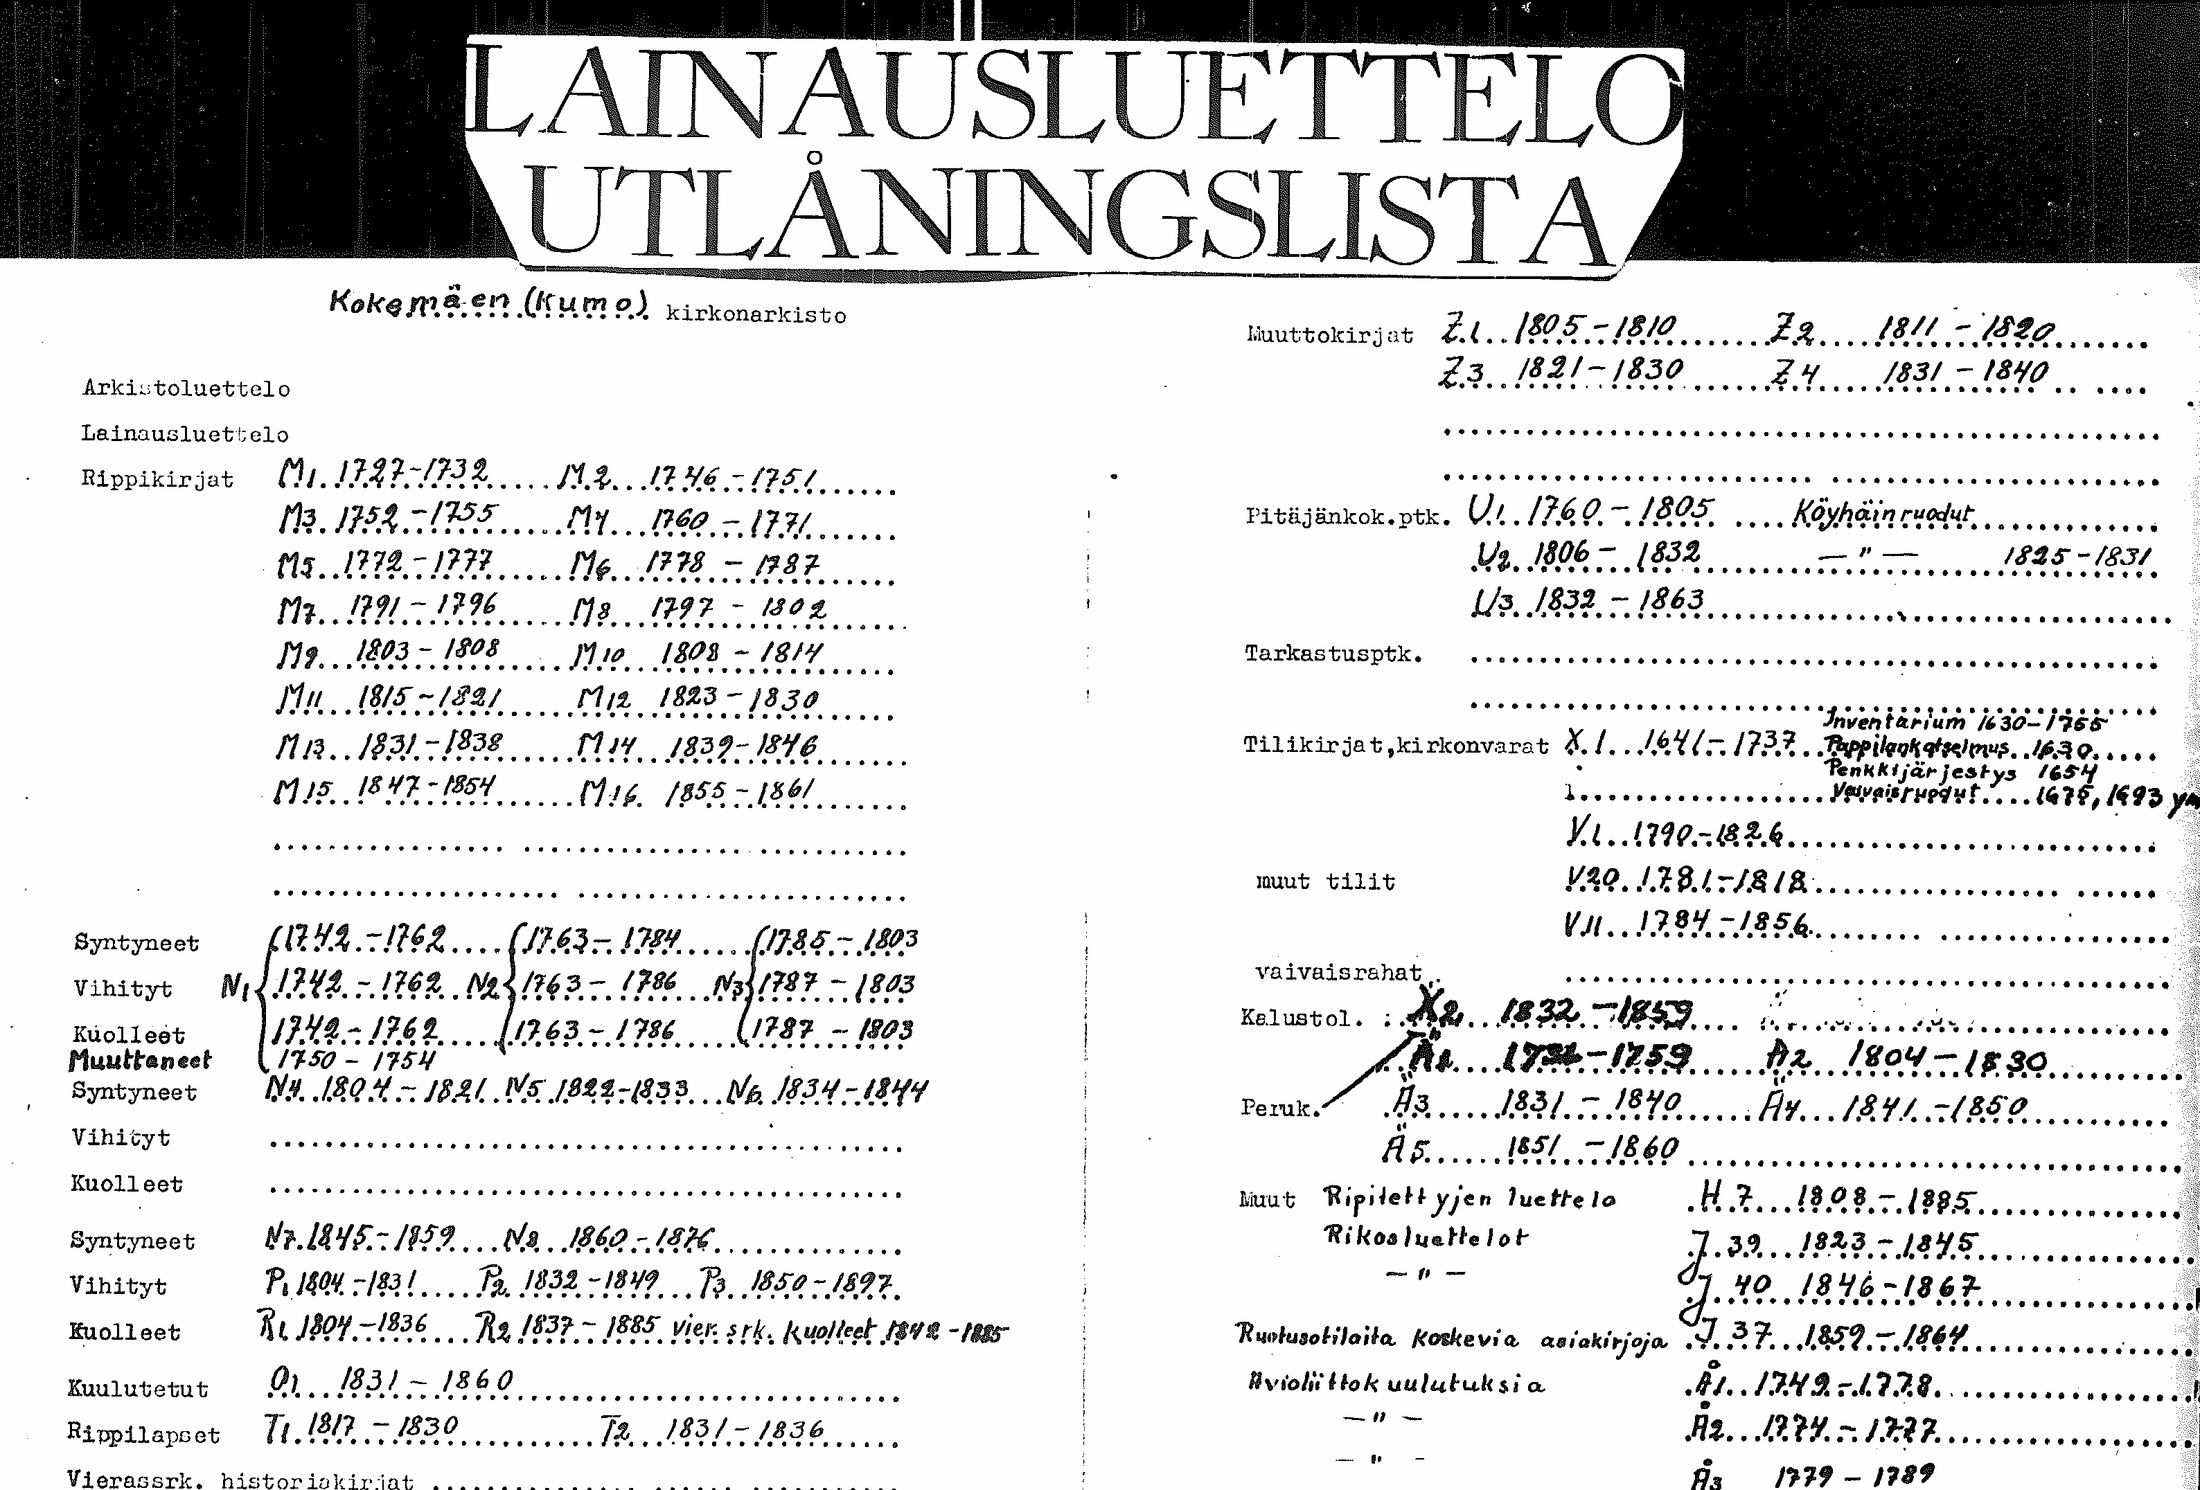 LAINAUSLUETTELO
UTLÅNINGSLISTA
Kokemäen (Kumo) kirkonarkisto
Arkistoluettelo
Lainausluettelo
Rippikirjat M1 1727-1732 M2 1746-1751
M3 1752-1755 M4 1760-1771
M5 1772-1777 M6 1778-1787
M7 1791-1796 M8 1797-1802
M9 1803-1808 M10 1808-1814
M11 1815-1821 M12 1823-1830
M13 1831-1838 M14 1839-1846
M15 1847-1854 M16 1855-1861
Syntyneet 1742-1762 1763-1784 1785-1803
Vihityt N1 1742-1762 N2 1763-1786 N3 1787-1803
Kuolleet 1742-1762 1763-1786 1787-1803
Muuttaneet 1750-1754
Syntyneet N4 1804-1821 N5 1822-1833 N6 1834-1844
Vihityt
Kuolleet
Syntyneet N7 1845-1859 N8 1860-1876
Vihityt P1 1804-1831 P2 1832-1849 P3 1850-1897
Kuolleet R1 1804-1836 R2 1837-1885 vier. srk. kuolleet 1842-1885
Kuulutetut O1 1831-1860
Rippilapset T1 1817-1830 T2 1831-1836
Vierassrk. historiakirjat
Muuttokirjat Z1 1805-1810 Z2 1811-1820
Z3 1821-1830 Z4 1831-1840
Pitäjänkok.ptk. U1 1760-1805 Köyhäinruodut
U2 1806-1832 —"— 1825-1831
U3 1832-1863
Tarkastusptk.
Inventarium 1630-1755
Tilikirjat,kirkonvarat X1 1641-1737 Pappilankatselmus 1630
Penkkijärjestys 1654
Vaivaisruodut 1675, 1693 ym
V1 1790-1826
muut tilit V20 1781-1818
V11 1784-1856
vaivaisrahat
Kalustol. X2 1832-1859
Ä1 1759 Ä2 1804-1830
Peruk. Ä3 1831-1840 Ä4 1841-1850
Ä5 1851-1860
Muut Ripitettyjen luettelo H7 1808-1885
Rikosluettelot J39 1823-1845
—"— J40 1846-1867
Ruotusotilaita koskevia asiakirjoja J37 1859-1864
Avioliittokuulutuksia Å1 1749-1778
—"— Å2 1774-1777
—"— Å3 1779-1789